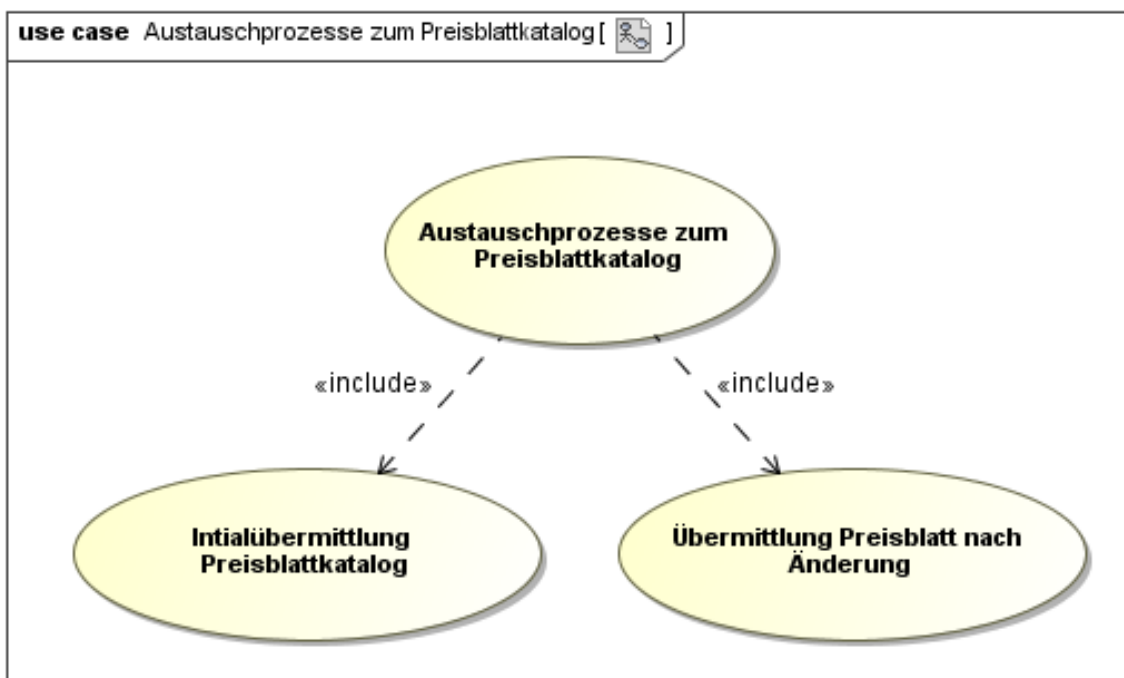 use case Austauschprozesse zum Preisblattkatalog [ ]
Austauschprozesse zum
Preisblattkatalog
«include»
«include»
Intialübermittlung
Preisblattkatalog
Übermittlung Preisblatt nach
Änderung